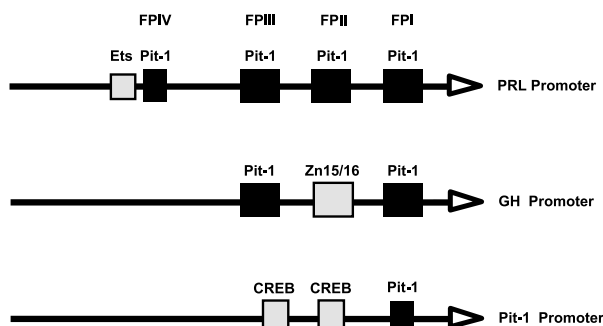 FPIV FPIII FPII FPI
Ets Pit-1 Pit-1 Pit-1 Pit-1
PRL Promoter
Pit-1 Zn15/16 Pit-1
GH Promoter
CREB CREB Pit-1
Pit-1 Promoter